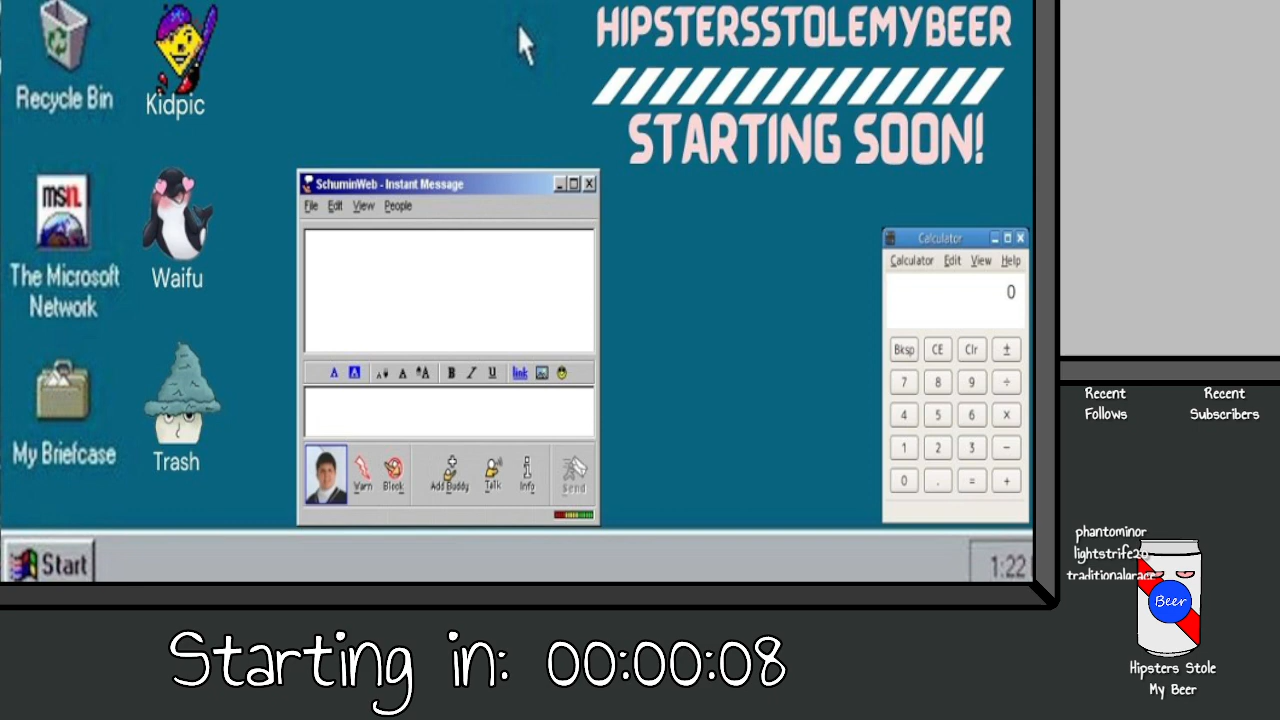 HIPSTERSSTOLEMYBEER
STARTING SOON!
Recycle Bin
Kidpic
msn
The Microsoft
Network
Waifu
My Briefcase
Trash
SchuminWeb - Instant Message
File Edit View People
A A A A A B I U link
Warn Block Add Buddy Talk Info Send
Calculator
Calculator Edit View Help
0
Bksp CE Clr ±
7 8 9 ÷
4 5 6 ×
1 2 3 −
0 . = +
Start
1:22
Recent
Follows
Recent
Subscribers
phantominor
lightstrife20
traditionalgrace
Beer
Hipsters Stole
My Beer
Starting in: 00:00:08